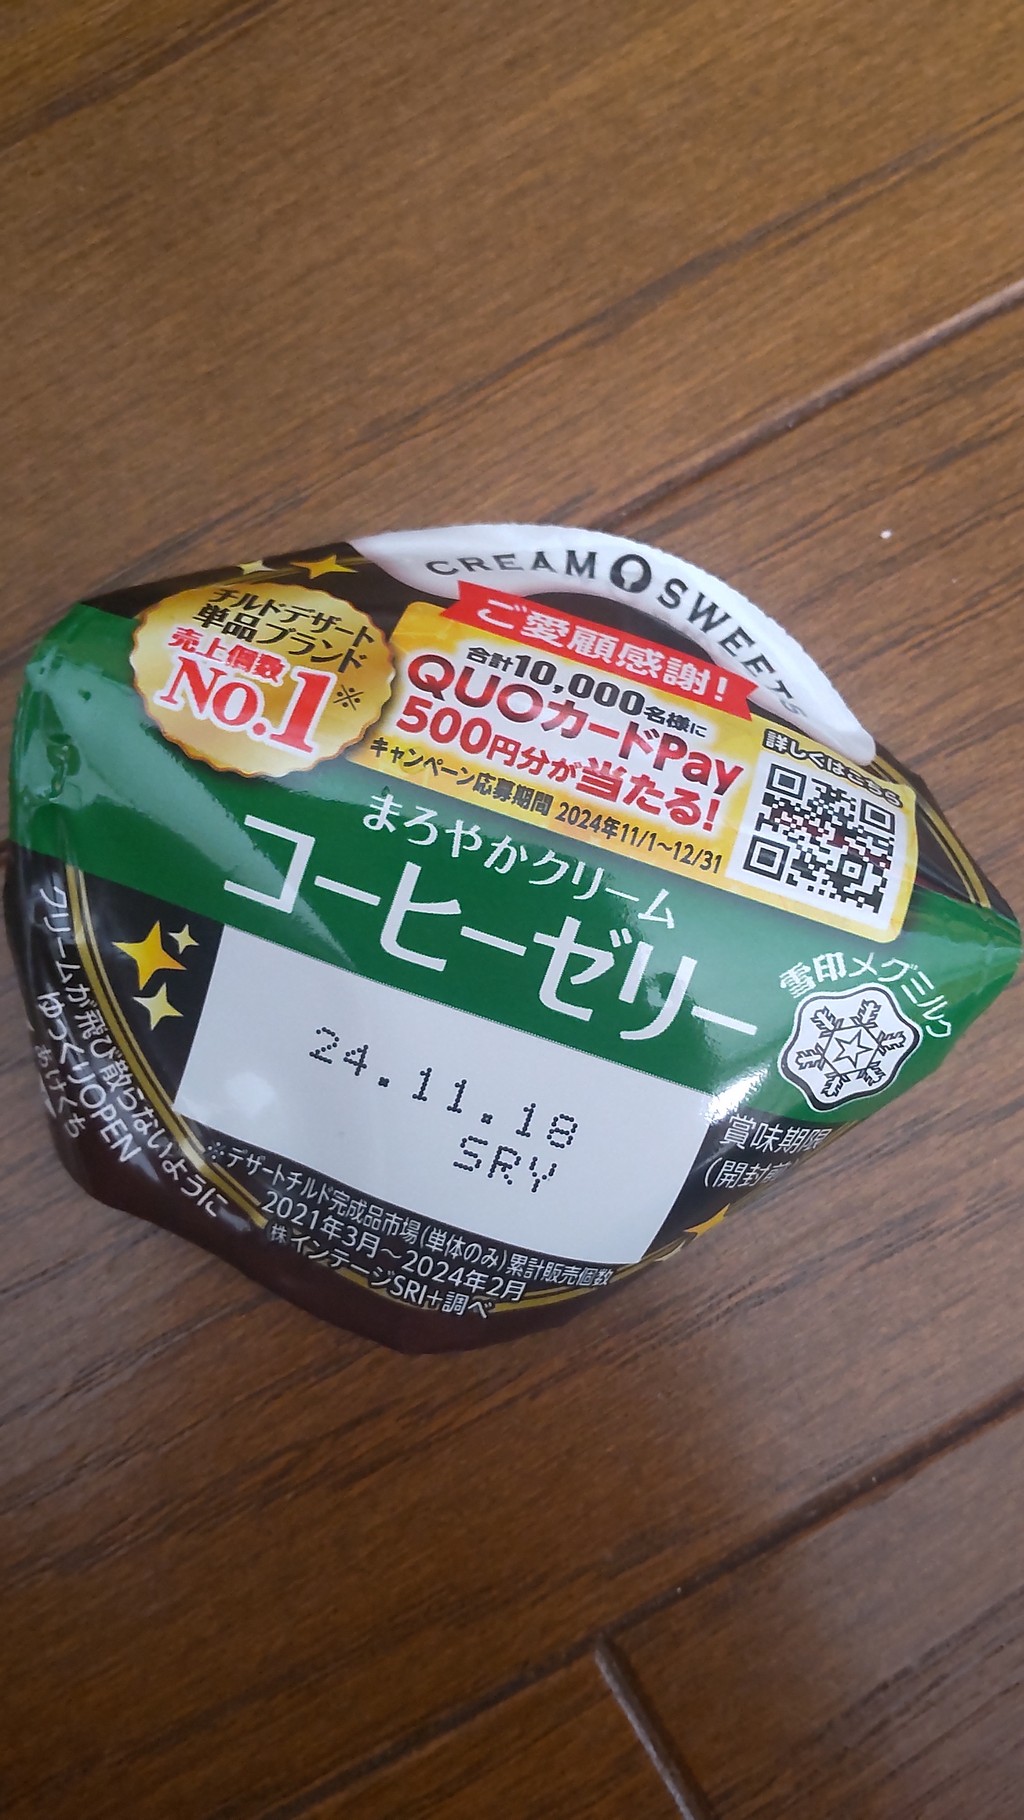 CREAM SWEETS
ご愛顧感謝!
チルドデザート
単品ブランド
売上個数
No.1※
合計10,000名様に
QUOカードPay
500円分が当たる!
キャンペーン応募期間 2024年11/1~12/31
詳しくはこちら
まろやかクリーム
コーヒーゼリー
雪印メグミルク
24.11.18
SRY
賞味期限
(開封前
クリームが飛び散らないように
ゆっくりOPEN
あけくち
※デザートチルド完成品市場(単体のみ)累計販売個数
2021年3月~2024年2月
㈱インテージSRI+調べ